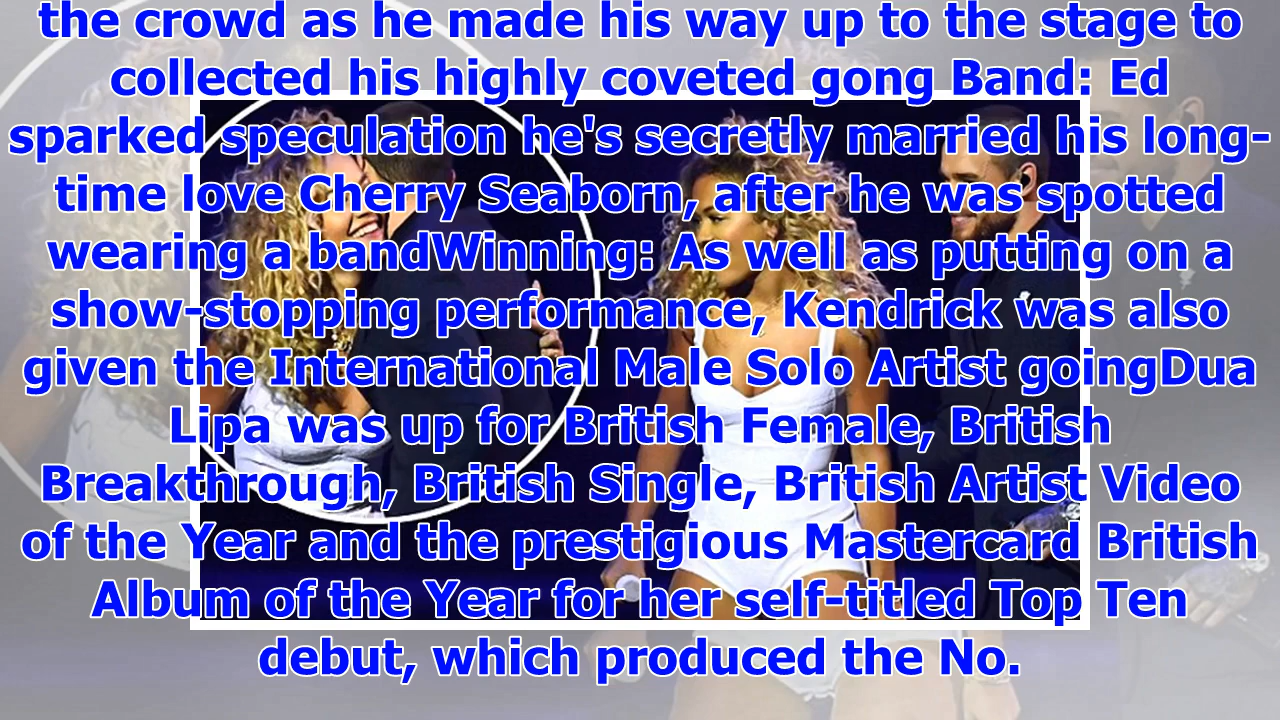 the crowd as he made his way up to the stage to
collected his highly coveted gong Band: Ed
sparked speculation he's secretly married his long-
time love Cherry Seaborn, after he was spotted
wearing a bandWinning: As well as putting on a
show-stopping performance, Kendrick was also
given the International Male Solo Artist goingDua
Lipa was up for British Female, British
Breakthrough, British Single, British Artist Video
of the Year and the prestigious Mastercard British
Album of the Year for her self-titled Top Ten
debut, which produced the No.